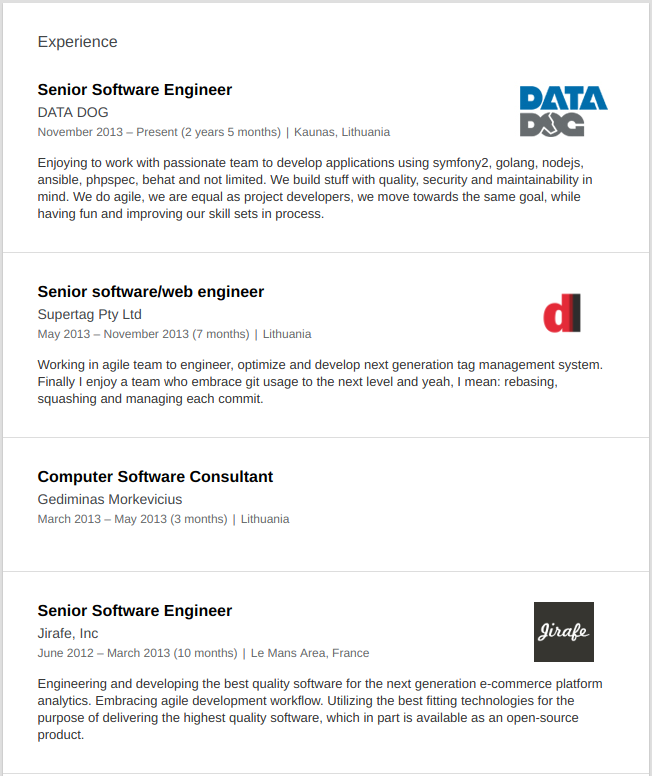 Experience
Senior Software Engineer
DATA DOG
November 2013 – Present (2 years 5 months) | Kaunas, Lithuania
DATA
DOG
Enjoying to work with passionate team to develop applications using symfony2, golang, nodejs,
ansible, phpspec, behat and not limited. We build stuff with quality, security and maintainability in
mind. We do agile, we are equal as project developers, we move towards the same goal, while
having fun and improving our skill sets in process.
Senior software/web engineer
Supertag Pty Ltd
May 2013 – November 2013 (7 months) | Lithuania
dl
Working in agile team to engineer, optimize and develop next generation tag management system.
Finally I enjoy a team who embrace git usage to the next level and yeah, I mean: rebasing,
squashing and managing each commit.
Computer Software Consultant
Gediminas Morkevicius
March 2013 – May 2013 (3 months) | Lithuania
Senior Software Engineer
Jirafe, Inc
June 2012 – March 2013 (10 months) | Le Mans Area, France
Jirafe
Engineering and developing the best quality software for the next generation e-commerce platform
analytics. Embracing agile development workflow. Utilizing the best fitting technologies for the
purpose of delivering the highest quality software, which in part is available as an open-source
product.